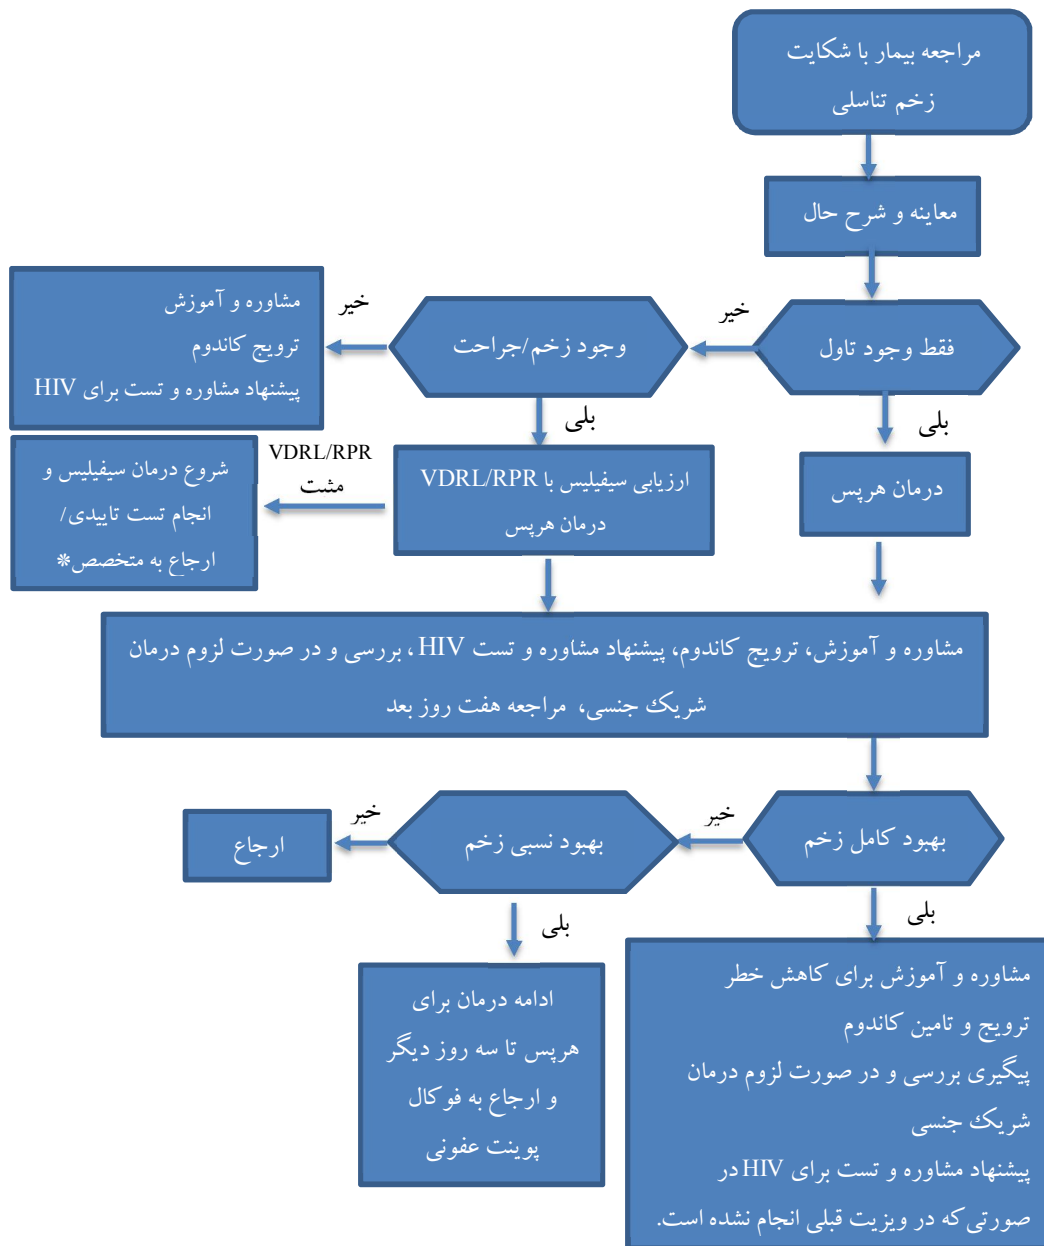 مراجعه بیمار با شکایت
زخم تناسلی
معاینه و شرح حال
فقط وجود تاول
خیر
وجود زخم/جراحت
خیر
مشاوره و آموزش
ترویج کاندوم
پیشنهاد مشاوره و تست برای HIV
بلی
بلی
درمان هرپس
ارزیابی سیفیلیس با VDRL/RPR
درمان هرپس
VDRL/RPR
مثت
شروع درمان سیفیلیس و
انجام تست تاییدی/
ارجاع به متخصص*
مشاوره و آموزش، ترویج کاندوم، پیشنهاد مشاوره و تست HIV، بررسی و در صورت لزوم درمان
شریک جنسی، مراجعه هفت روز بعد
بهبود کامل زخم
خیر
بهبود نسبی زخم
خیر
ارجاع
بلی
بلی
مشاوره و آموزش برای کاهش خطر
ترویج و تامین کاندوم
پیگیری بررسی و در صورت لزوم درمان
شریک جنسی
پیشنهاد مشاوره و تست برای HIV در
صورتی که در ویزیت قبلی انجام نشده است.
ادامه درمان برای
هرپس تا سه روز دیگر
و ارجاع به فوکال
پوینت عفونی